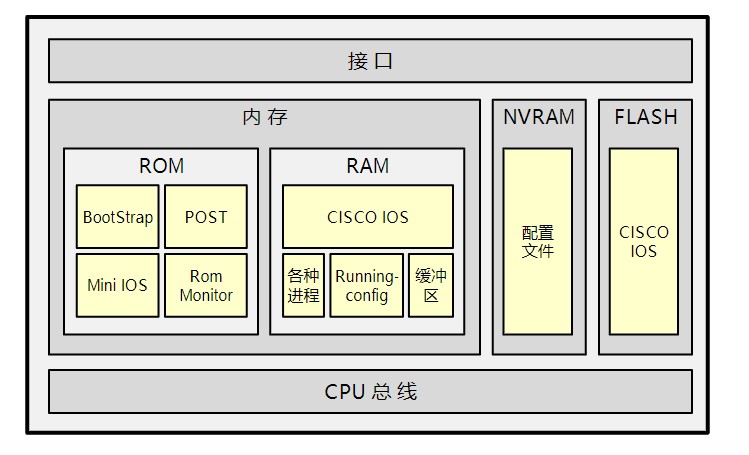 接 口
内 存
NVRAM
FLASH
ROM
RAM
BootStrap
POST
CISCO IOS
Mini IOS
Rom
Monitor
各种
进程
Running-
config
缓冲
区
配置
文件
CISCO
IOS
CPU 总 线